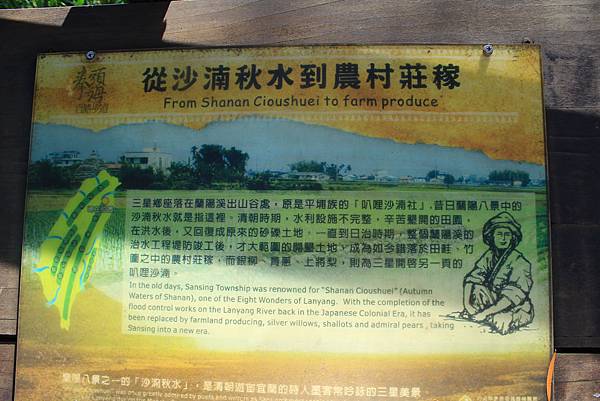 從沙湳秋水到農村莊稼
From Shanan Cioushuei to farm produce
三星鄉座落在蘭陽溪出山谷處,原是平埔族的「叭哩沙湳社」,昔日蘭陽八景中的
沙湳秋水就是指這裡。清朝時期,水利設施不完整,辛苦墾開的田園,
在洪水後,又回復成原來的砂礫土地,一直到日治時期,整個蘭陽溪的
治水工程堤防竣工後,才大範圍的開墾土地,成為如今錯落於田畦、竹
圍之中的農村莊稼,而銀柳、青蔥、上將梨,則為三星開啓另一頁的
叭哩沙湳。
In the old Days, Sansing Township was renowned for "Shanan Cioushuei" (Autumn
Waters of Shanan), one of the Eight Wonders of Lanyang. With the completion of the
flood control works on the Lanyang River back in the Japanese Colonial Era, it has
been replaced by farmland producing, silver willows, shallots and admiral pears , taking
Sansing into a new era.
蘭陽八景之一的「沙湳秋水」,是清朝遊宦宜蘭的詩人墨客常吟詠的三星美景